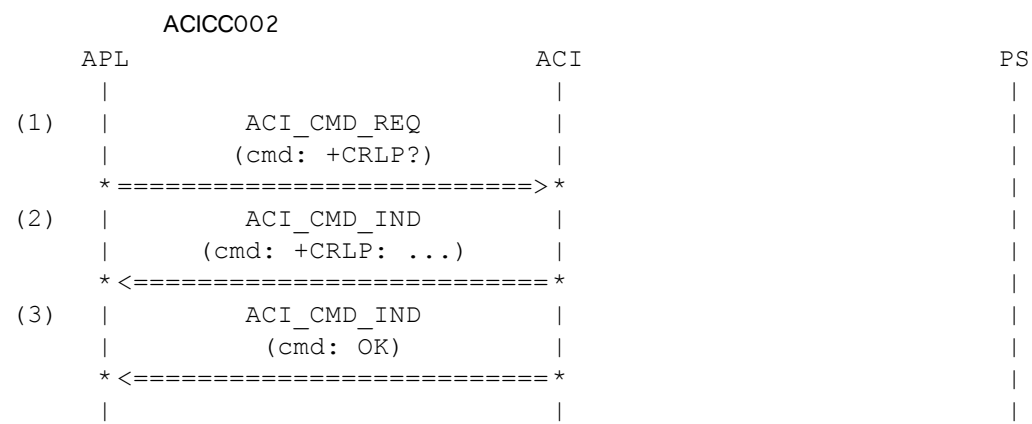 ACICC002
APL ACI PS
| | |
(1) | ACI_CMD_REQ | |
| (cmd: +CRLP?) | |
*==========================>* |
(2) | ACI_CMD_IND | |
| (cmd: +CRLP: ...) | |
*<==========================* |
(3) | ACI_CMD_IND | |
| (cmd: OK) | |
*<==========================* |
| | |